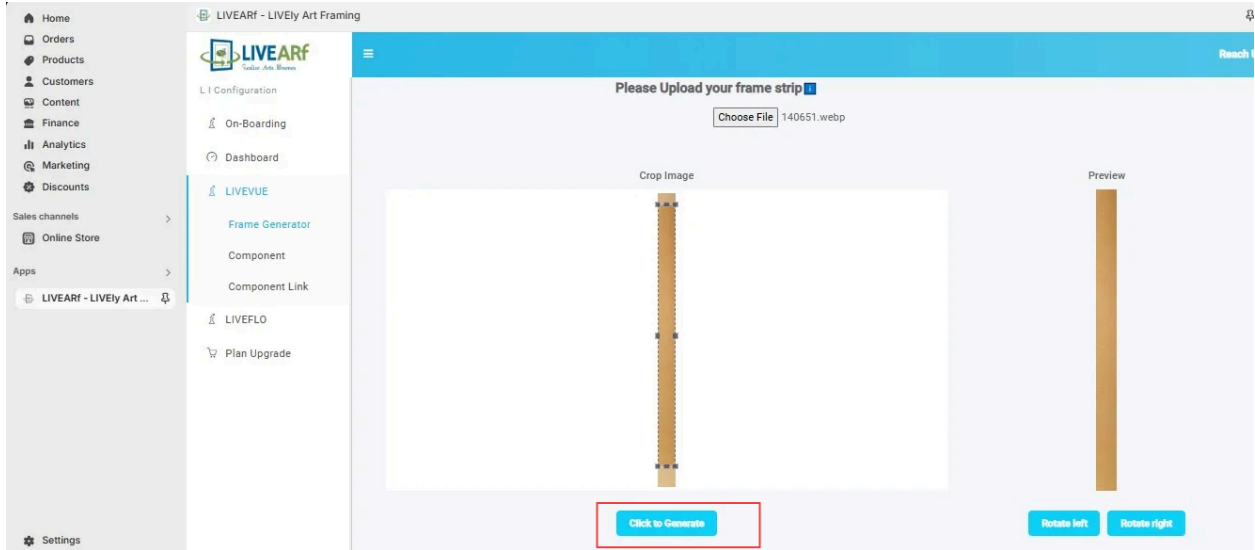 Home
Orders
Products
Customers
Content
Finance
Analytics
Marketing
Discounts
Sales channels
Online Store
Apps
LIVEARf - LIVEly Art ...
Settings
LIVEARf - LIVEly Art Framing
LIVEARf
L I Configuration
On-Boarding
Dashboard
LIVEVUE
Frame Generator
Component
Component Link
LIVEFLO
Plan Upgrade
Reach U
Please Upload your frame strip
Choose File 140651.webp
Crop Image
Preview
Click to Generate
Rotate left
Rotate right